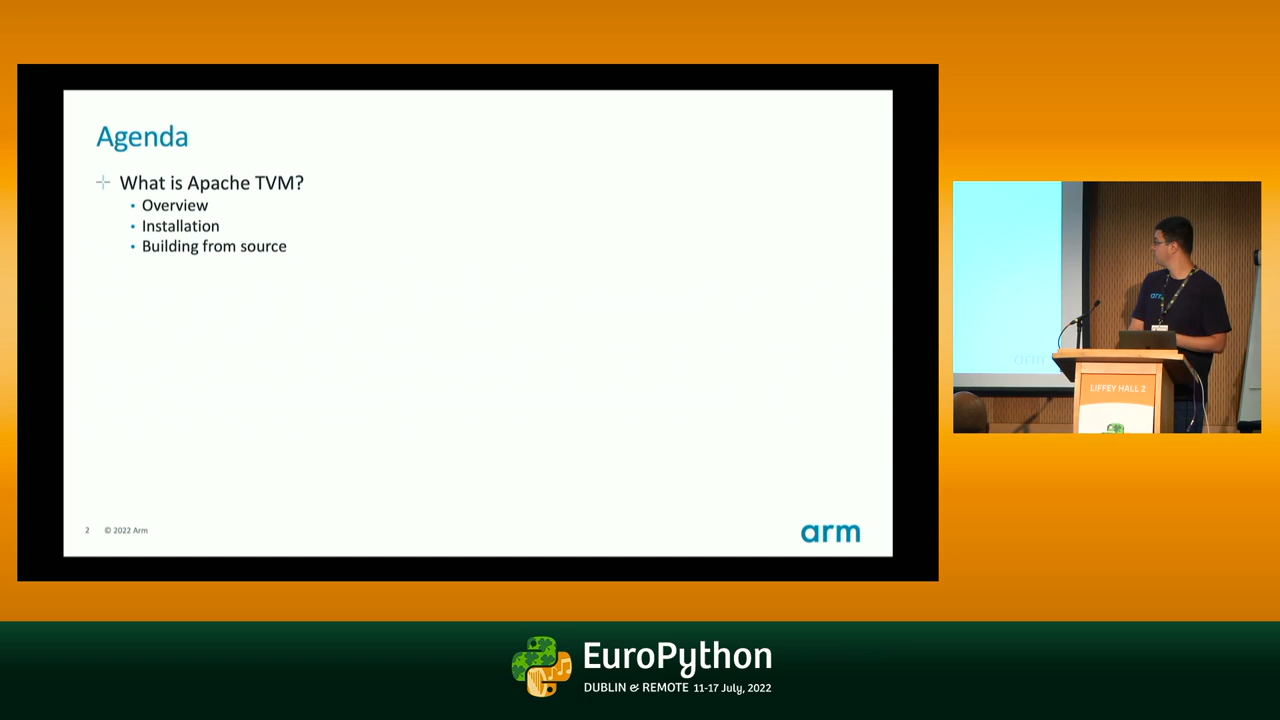 Agenda
What is Apache TVM?
• Overview
• Installation
• Building from source
2 © 2022 Arm
arm
arm
LIFFEY HALL 2
EuroPython
DUBLIN & REMOTE 11-17 July, 2022